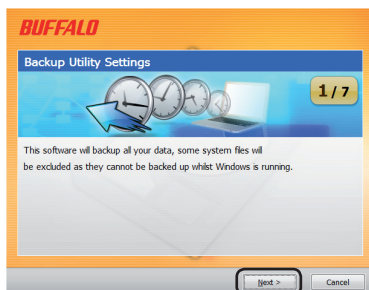 BUFFALO
Backup Utility Settings
1 / 7
This software will backup all your data, some system files will
be excluded as they cannot be backed up whilst Windows is running.
Next >
Cancel